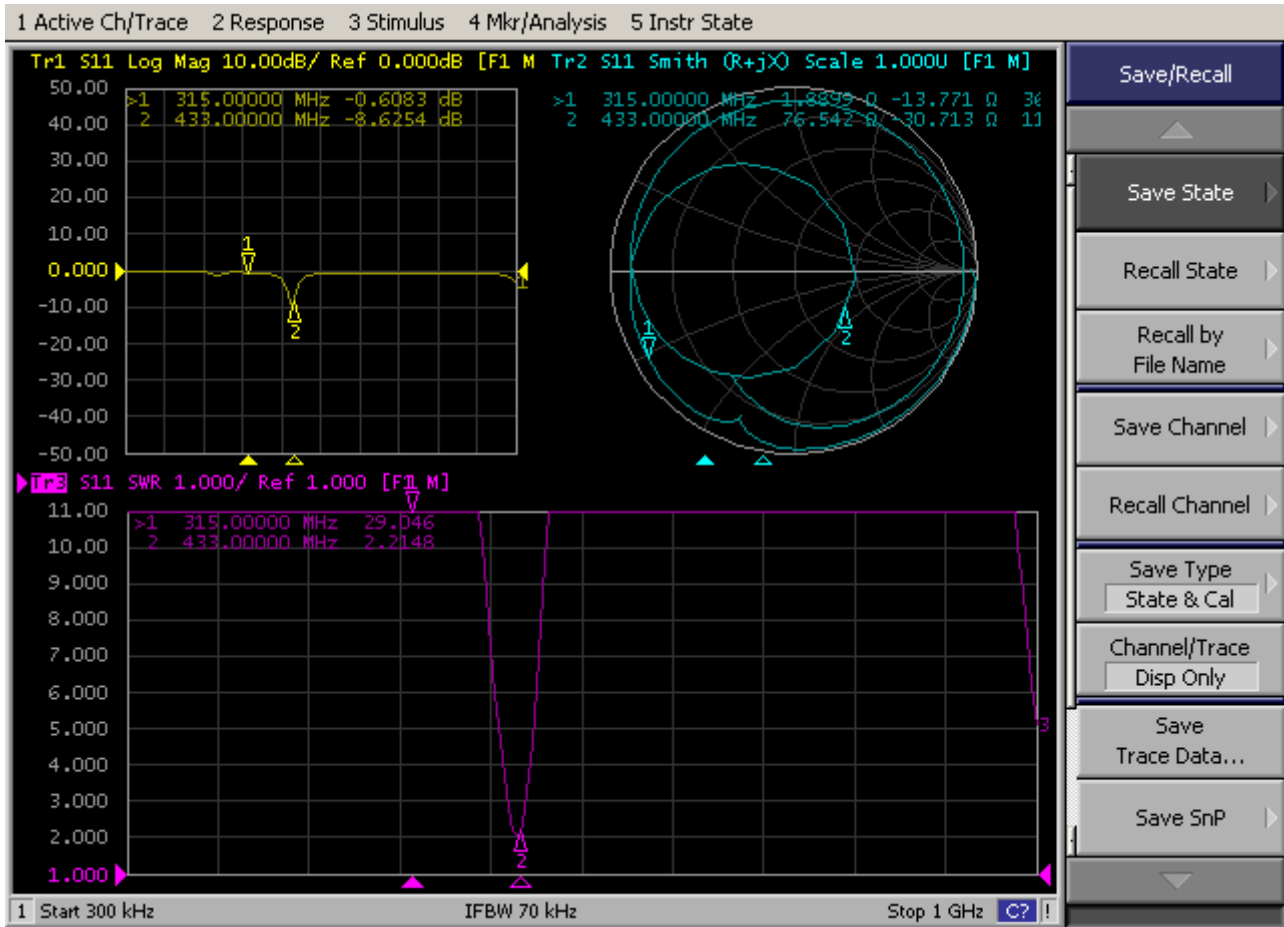 1 Active Ch/Trace 2 Response 3 Stimulus 4 Mkr/Analysis 5 Instr State
Tr1 S11 Log Mag 10.00dB/ Ref 0.000dB [F1 M
50.00
40.00
30.00
20.00
10.00
0.000
-10.00
-20.00
-30.00
-40.00
-50.00
>1 315.00000 MHz -0.6083 dB
2 433.00000 MHz -8.6254 dB
1
2
1
Tr2 S11 Smith (R+jX) Scale 1.000U [F1 M]
>1 315.00000 MHz 1.8899 Ω -13.771 Ω
2 433.00000 MHz 76.542 Ω -30.713 Ω 11
1
2
Tr3 S11 SWR 1.000/ Ref 1.000 [F1 M]
11.00
10.00
9.000
8.000
7.000
6.000
5.000
4.000
3.000
2.000
1.000
>1 315.00000 MHz 29.046
2 433.00000 MHz 2.2148
2
3
1 Start 300 kHz
IFBW 70 kHz
Stop 1 GHz C? !
Save/Recall
Save State
Recall State
Recall by
File Name
Save Channel
Recall Channel
Save Type
State & Cal
Channel/Trace
Disp Only
Save
Trace Data...
Save SnP